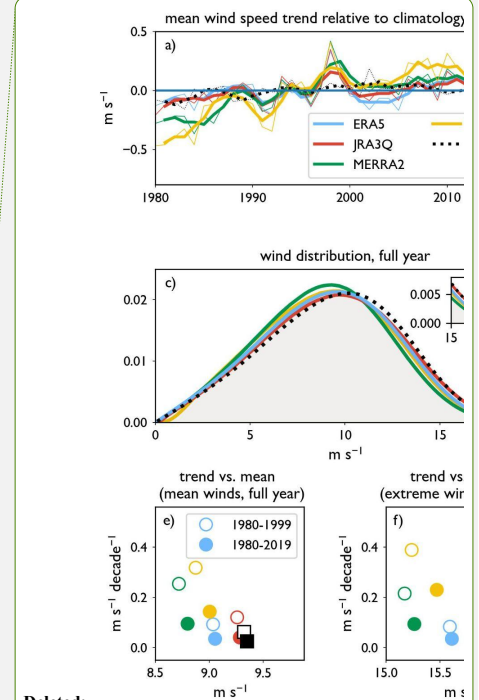 mean wind speed trend relative to climatology
a)
0.5
0.0
−0.5
m s⁻¹
ERA5
JRA3Q
MERRA2
1980
1990
2000
2010
wind distribution, full year
c)
0.02
0.01
0.00
0.005
0.000
15
0
5
10
15
m s⁻¹
trend vs. mean
(mean winds, full year)
e)
1980-1999
1980-2019
m s⁻¹ decade⁻¹
0.4
0.2
0.0
8.5
9.0
9.5
m s⁻¹
trend vs
(extreme wir
f)
m s⁻¹ decade⁻¹
0.4
0.2
0.0
15.0
15.5
m s